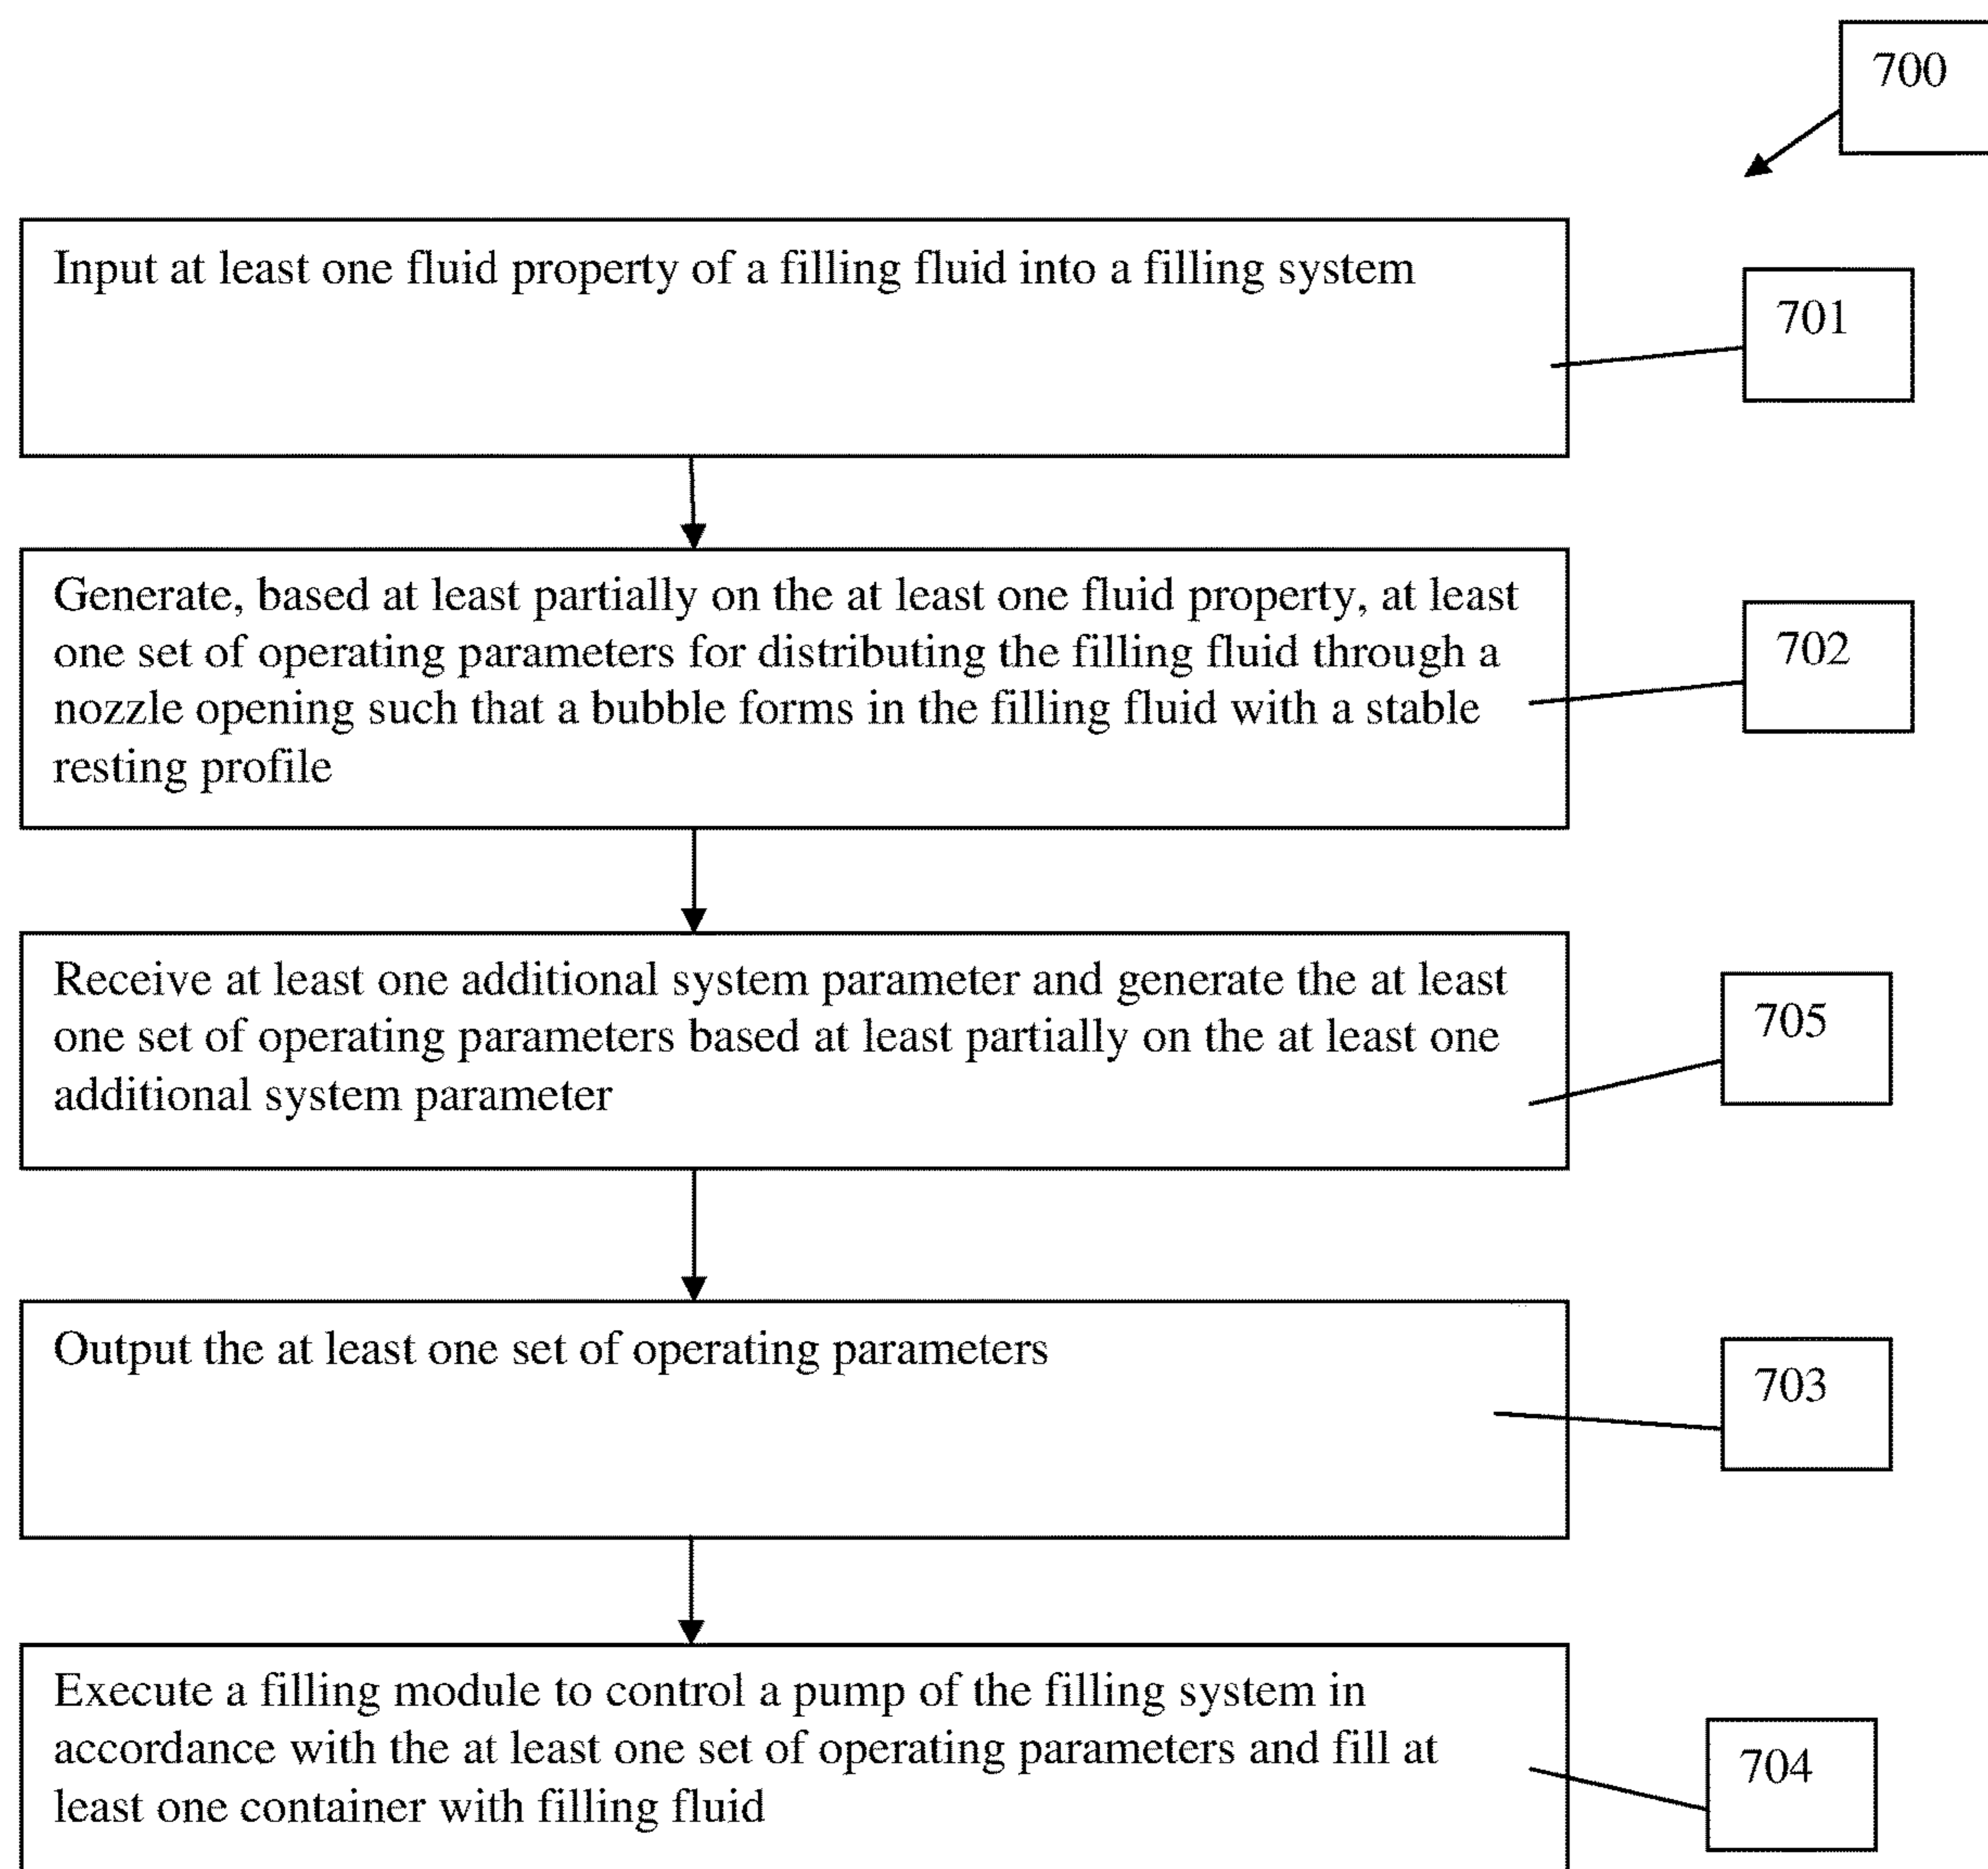 700
Input at least one fluid property of a filling fluid into a filling system
701
Generate, based at least partially on the at least one fluid property, at least
one set of operating parameters for distributing the filling fluid through a
nozzle opening such that a bubble forms in the filling fluid with a stable
resting profile
702
Receive at least one additional system parameter and generate the at least
one set of operating parameters based at least partially on the at least one
additional system parameter
705
Output the at least one set of operating parameters
703
Execute a filling module to control a pump of the filling system in
accordance with the at least one set of operating parameters and fill at
least one container with filling fluid
704